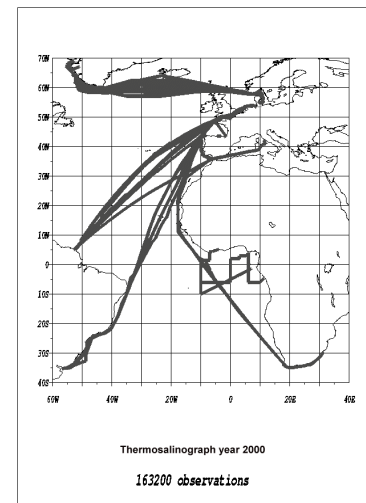 70N
60N
50N
40N
30N
20N
10N
0
10S
20S
30S
40S
60W 40W 20W 0 20E 40E
Thermosalinograph year 2000
163200 observations